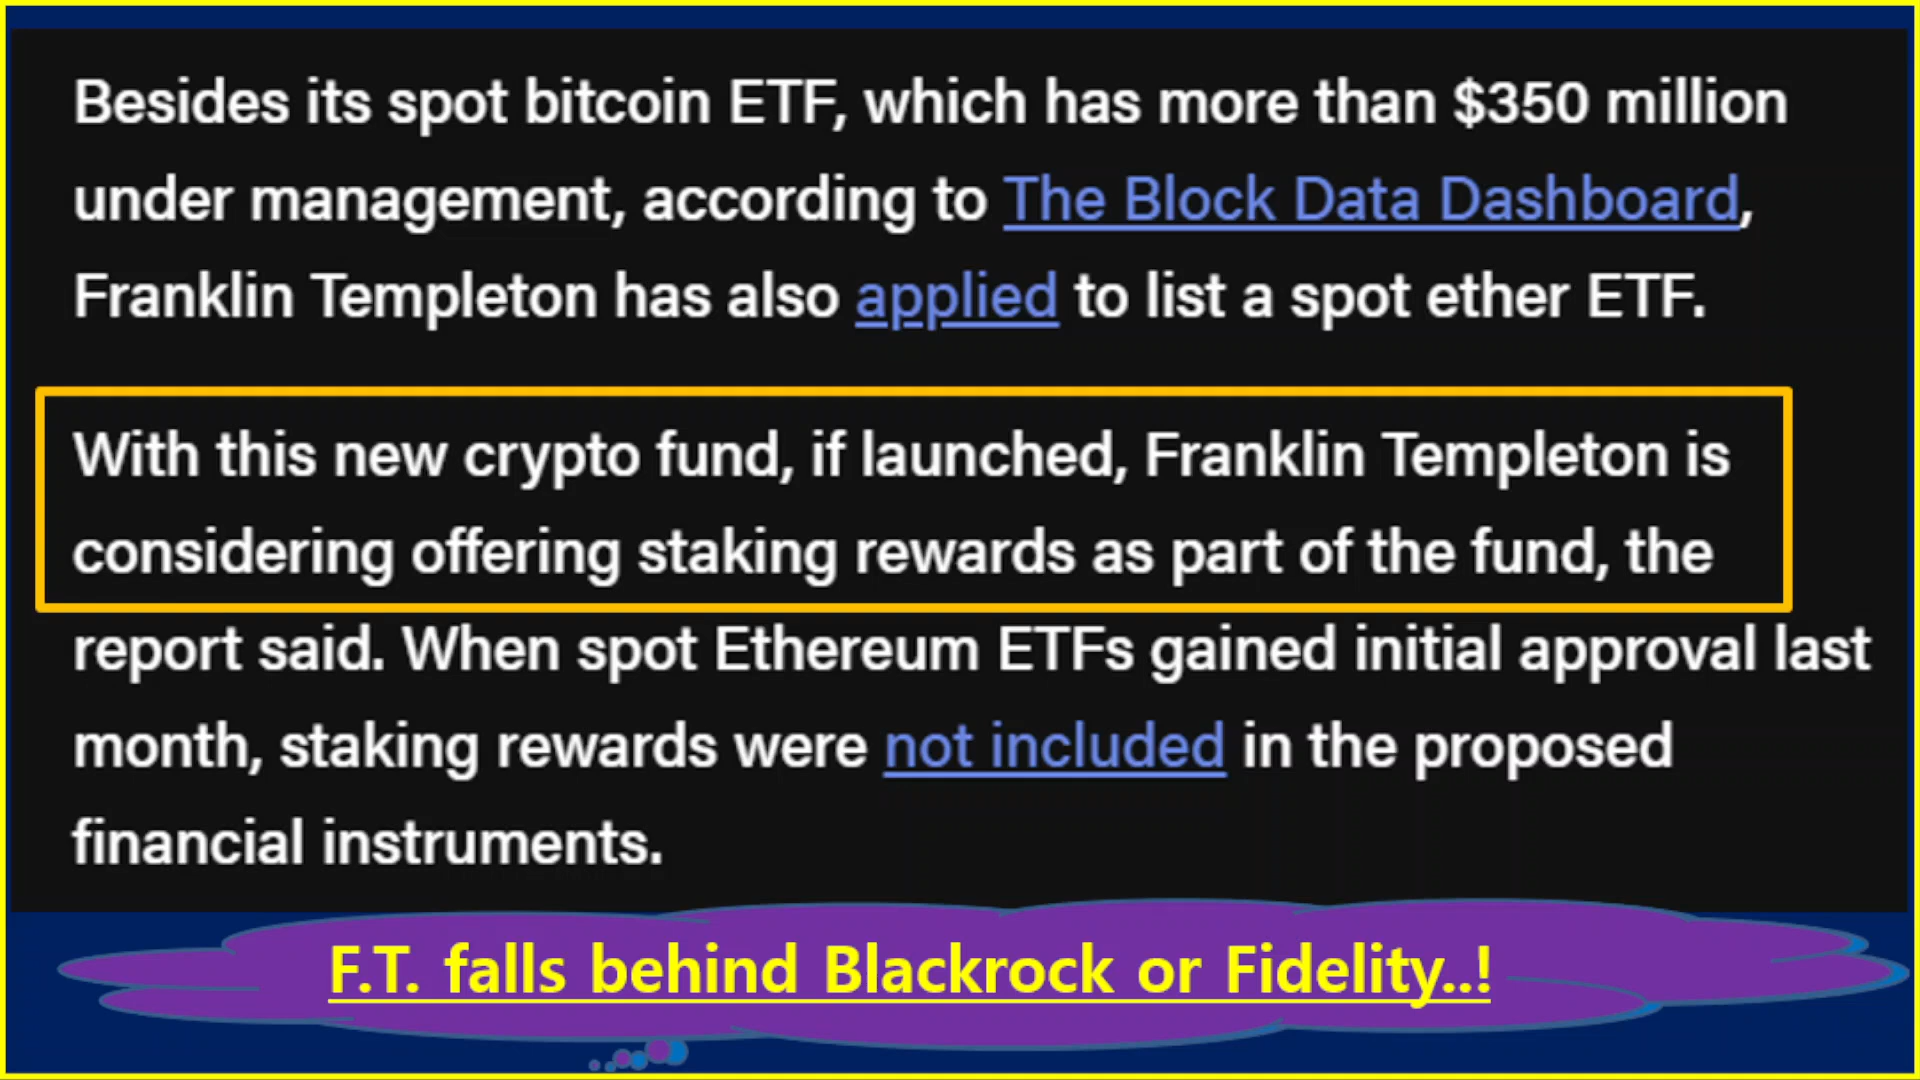 Besides its spot bitcoin ETF, which has more than $350 million
under management, according to The Block Data Dashboard,
Franklin Templeton has also applied to list a spot ether ETF.
With this new crypto fund, if launched, Franklin Templeton is
considering offering staking rewards as part of the fund, the
report said. When spot Ethereum ETFs gained initial approval last
month, staking rewards were not included in the proposed
financial instruments.
F.T. falls behind Blackrock or Fidelity..!